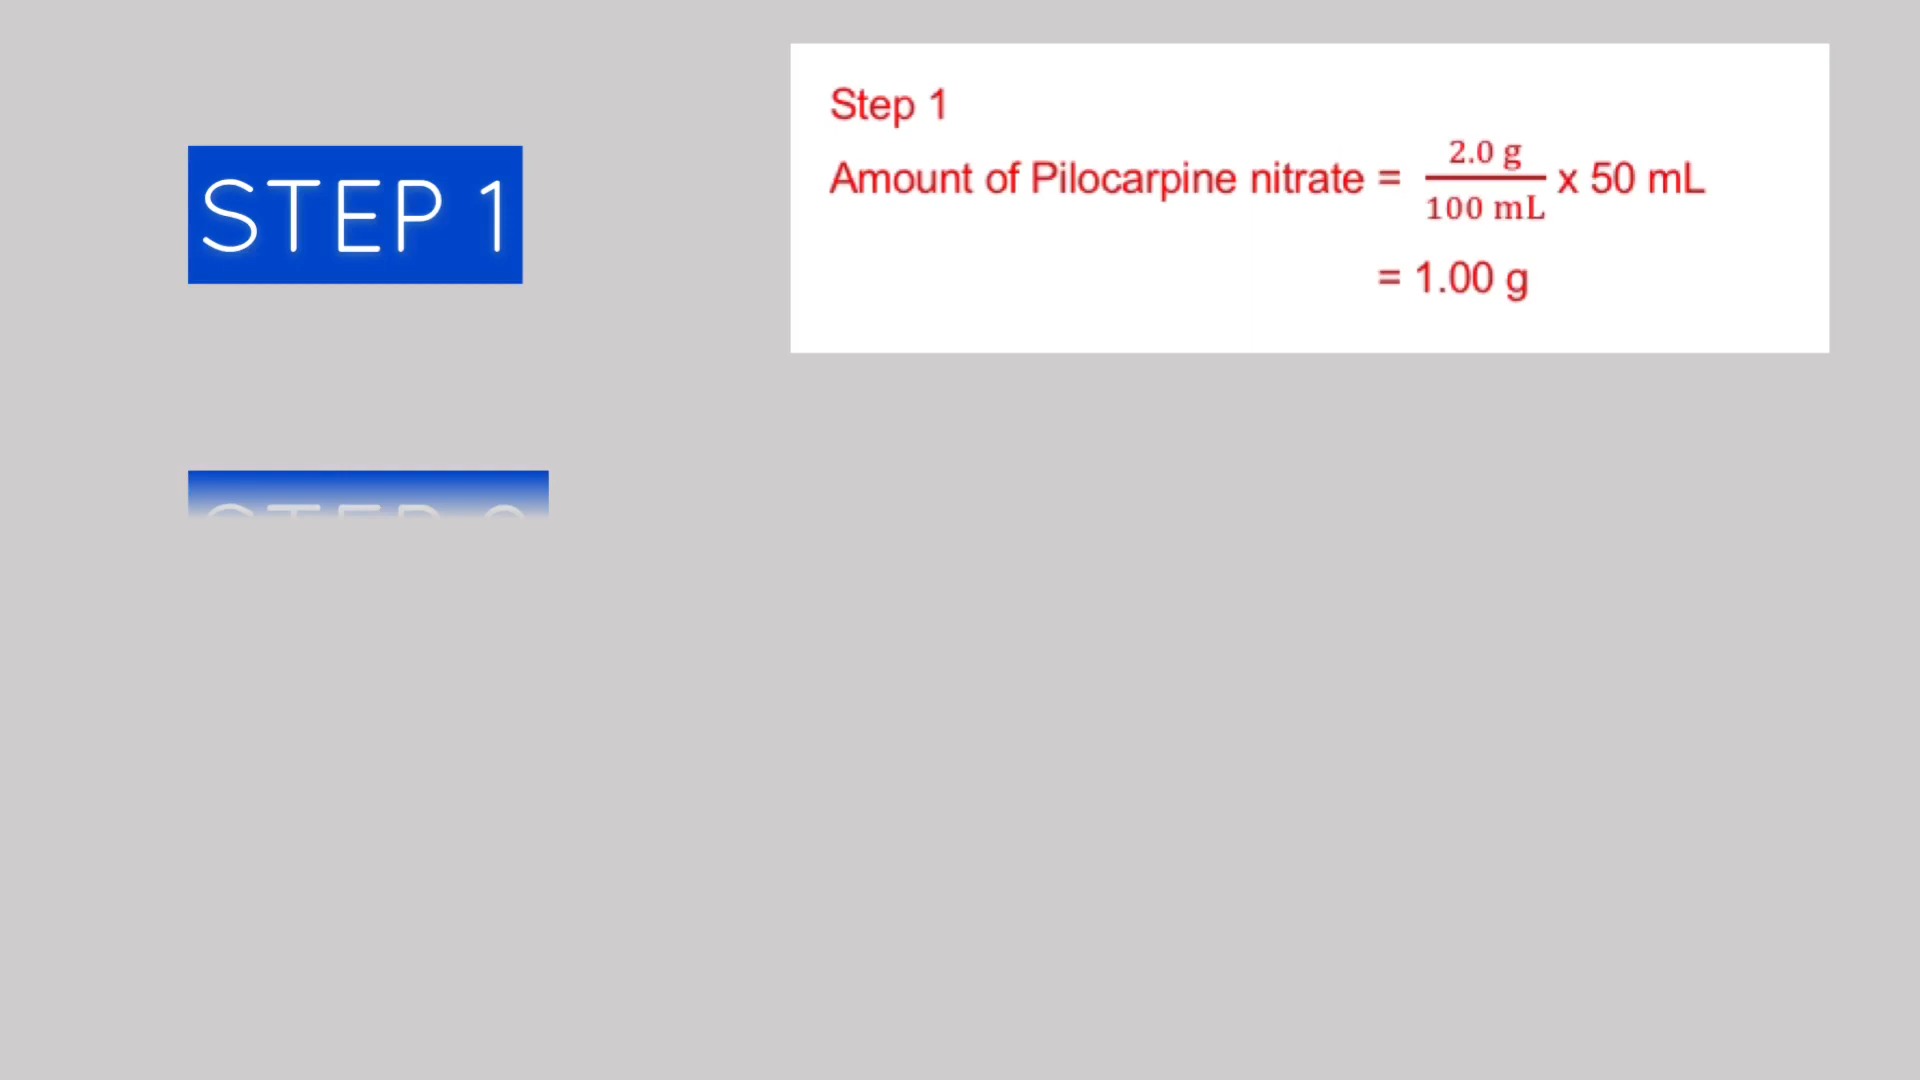 STEP 1
Step 1
Amount of Pilocarpine nitrate = 2.0 g / 100 mL x 50 mL
= 1.00 g